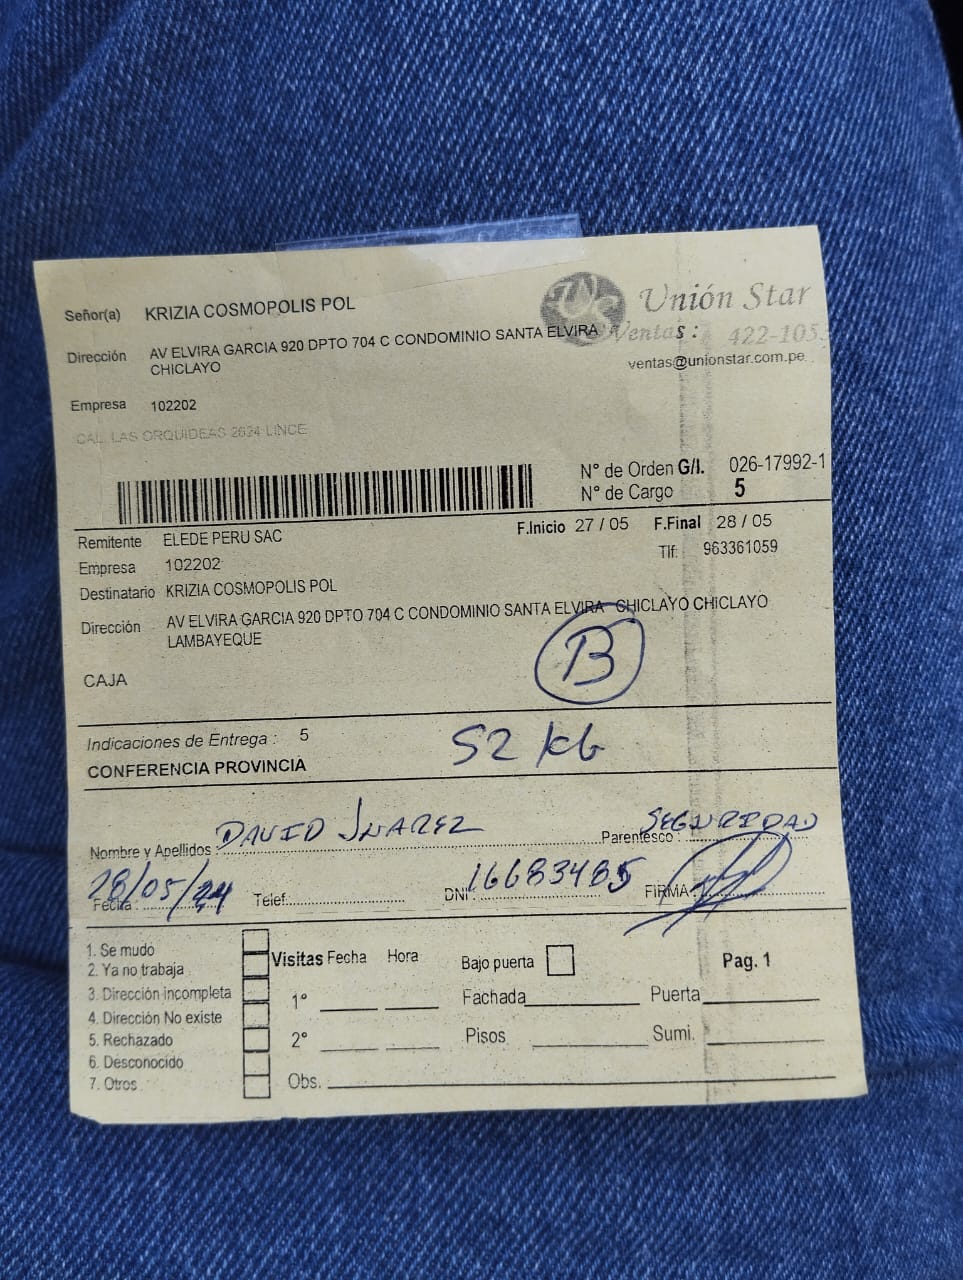 Señor(a) KRIZIA COSMOPOLIS POL
Unión Star
Dirección AV ELVIRA GARCIA 920 DPTO 704 C CONDOMINIO SANTA ELVIRA
CHICLAYO
Ventas: 422-105
ventas@unionstar.com.pe
Empresa 102202
CAL. LAS ORQUIDEAS 2634 LINCE
N° de Orden G/I. 026-17992-1
N° de Cargo 5
Remitente ELEDE PERU SAC
F.Inicio 27 / 05 F.Final 28 / 05
Empresa 102202
Tlf: 963361059
Destinatario KRIZIA COSMOPOLIS POL
Dirección AV ELVIRA GARCIA 920 DPTO 704 C CONDOMINIO SANTA ELVIRA CHICLAYO CHICLAYO
LAMBAYEQUE
B
CAJA
Indicaciones de Entrega : 5
52 KG
CONFERENCIA PROVINCIA
Nombre y Apellidos : DAVID JUAREZ Parentesco : SEGURIDAD
Fecha : 28/05/24 Telef. DNI : 16683485 FIRMA
1. Se mudo
2. Ya no trabaja
3. Dirección incompleta
4. Dirección No existe
5. Rechazado
6. Desconocido
7. Otros
Visitas Fecha Hora Bajo puerta Pag. 1
1° Fachada Puerta
2° Pisos Sumi.
Obs.